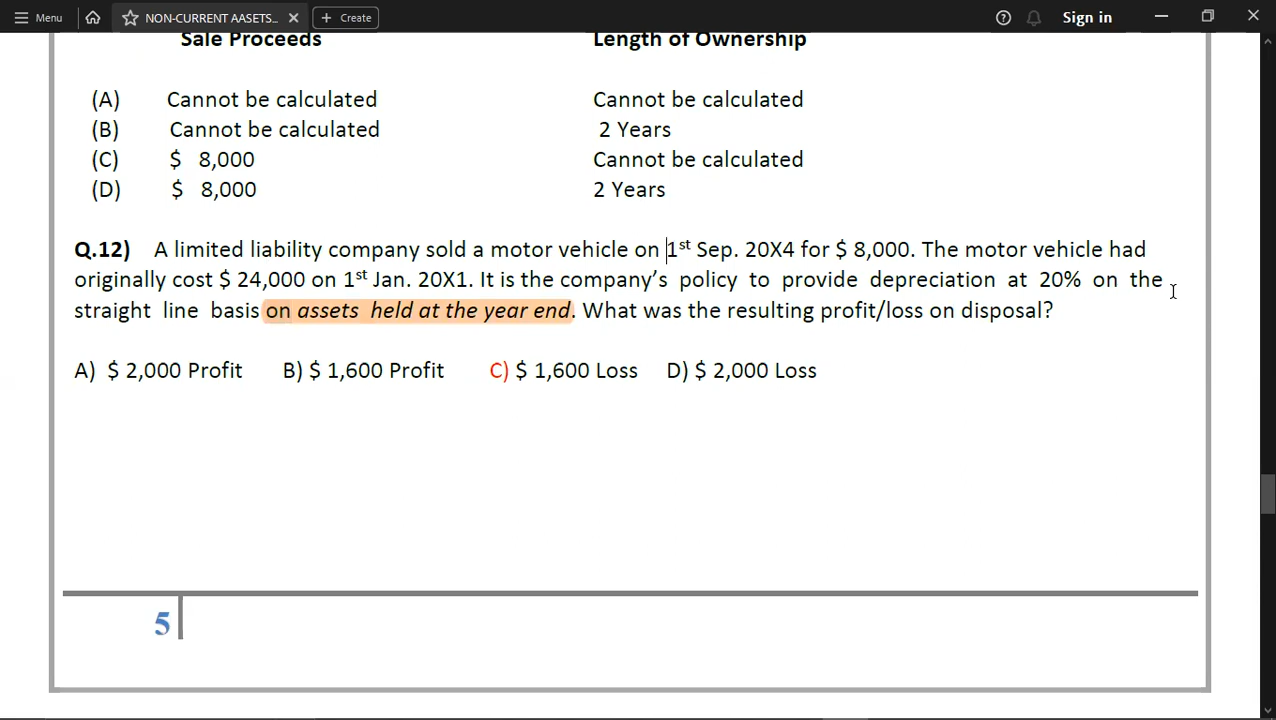 Menu NON-CURRENT AASETS... + Create Sign in
Sale Proceeds Length of Ownership
(A) Cannot be calculated Cannot be calculated
(B) Cannot be calculated 2 Years
(C) $ 8,000 Cannot be calculated
(D) $ 8,000 2 Years
Q.12) A limited liability company sold a motor vehicle on 1st Sep. 20X4 for $ 8,000. The motor vehicle had
originally cost $ 24,000 on 1st Jan. 20X1. It is the company's policy to provide depreciation at 20% on the
straight line basis on assets held at the year end. What was the resulting profit/loss on disposal?
A) $ 2,000 Profit B) $ 1,600 Profit C) $ 1,600 Loss D) $ 2,000 Loss
5